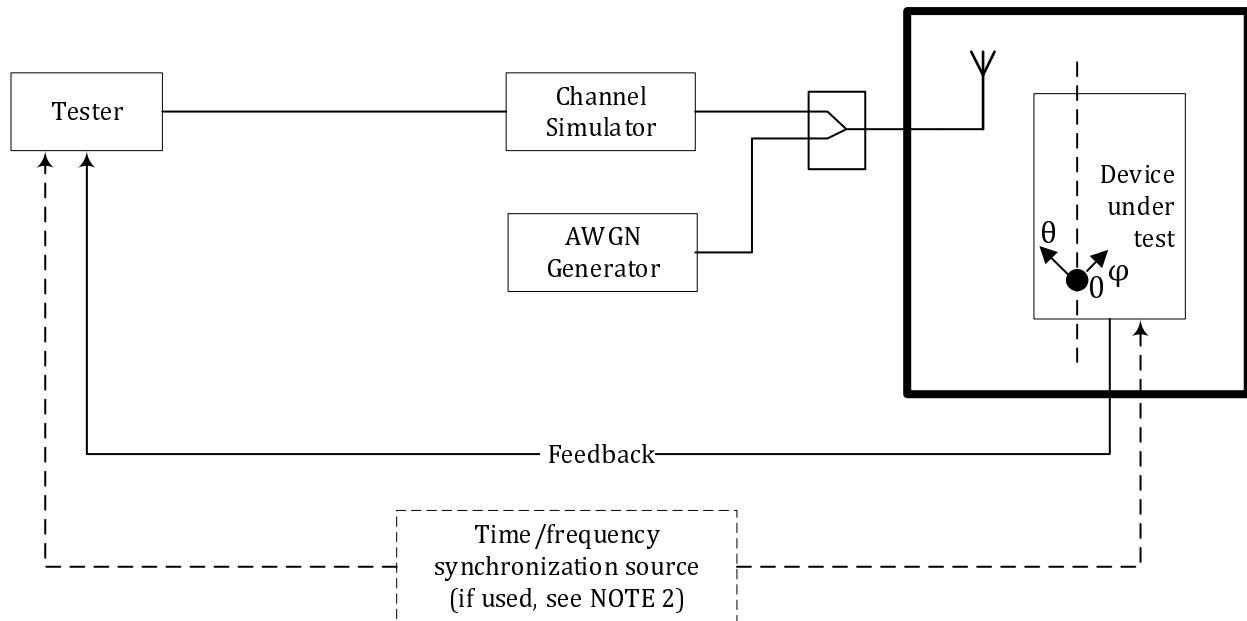 Tester
Channel
Simulator
AWGN
Generator
Device
under
test
θ
0
φ
Feedback
Time/frequency
synchronization source
(if used, see NOTE 2)